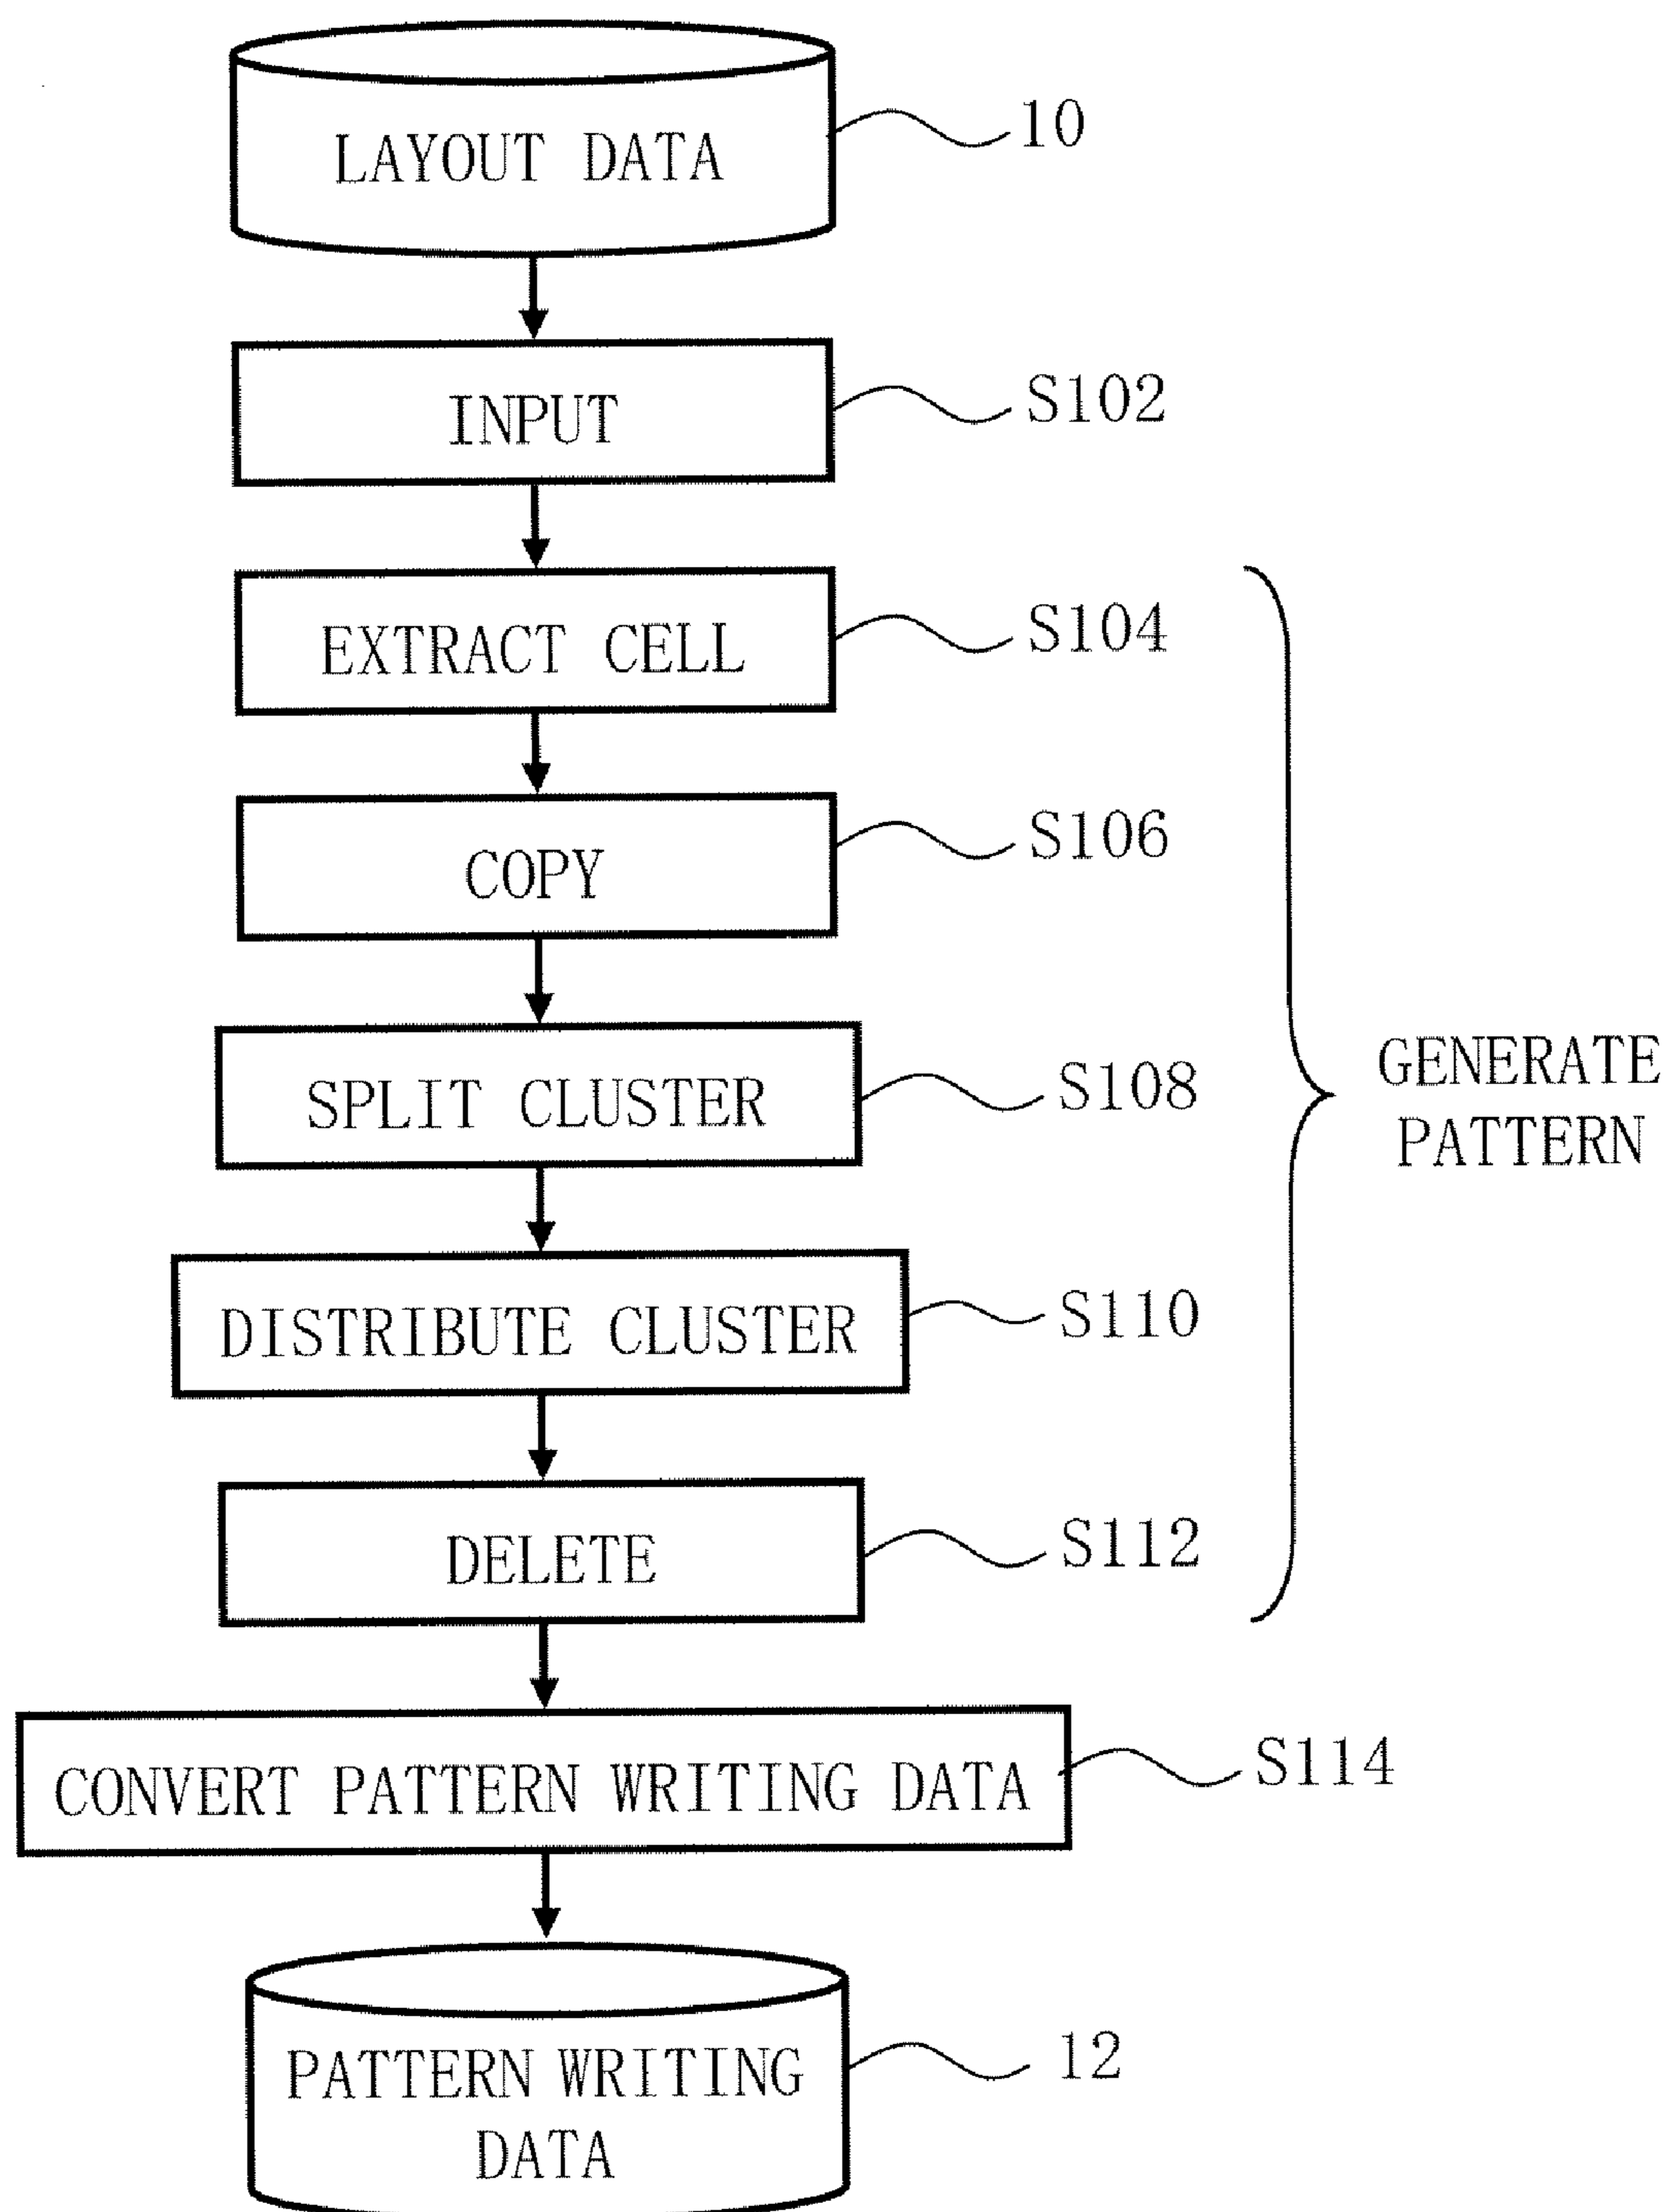 LAYOUT DATA
10
INPUT
S102
EXTRACT CELL
S104
COPY
S106
SPLIT CLUSTER
S108
GENERATE
PATTERN
DISTRIBUTE CLUSTER
S110
DELETE
S112
CONVERT PATTERN WRITING DATA
S114
PATTERN WRITING
DATA
12